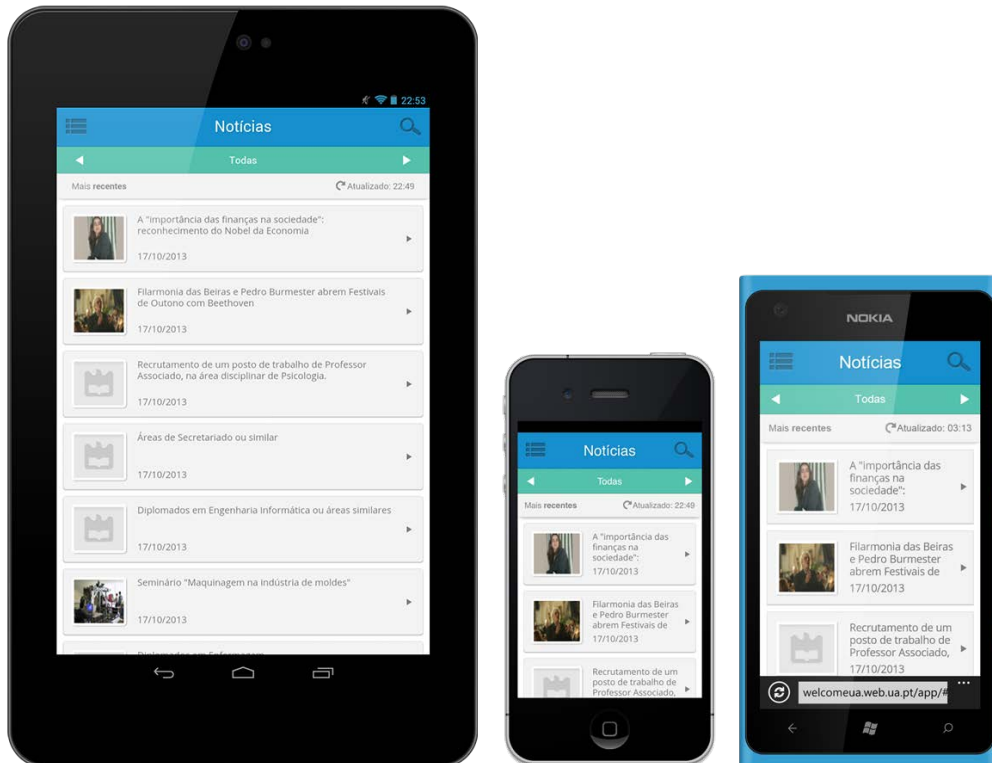 22:53
Notícias
Todas
Mais recentes
Atualizado: 22:49
A "importância das finanças na sociedade":
reconhecimento do Nobel da Economia
17/10/2013
Filarmonia das Beiras e Pedro Burmester abrem Festivais
de Outono com Beethoven
17/10/2013
Recrutamento de um posto de trabalho de Professor
Associado, na área disciplinar de Psicologia.
17/10/2013
Áreas de Secretariado ou similar
17/10/2013
Diplomados em Engenharia Informática ou áreas similares
17/10/2013
Seminário "Maquinagem na indústria de moldes"
17/10/2013
Diplomados em Enfermagem
Notícias
Todas
Mais recentes
Atualizado: 22:49
A "importância das
finanças na
sociedade":
17/10/2013
Filarmonia das Beiras
e Pedro Burmester
abrem Festivais de
17/10/2013
Recrutamento de um
posto de trabalho de
Professor Associado,
NOKIA
Notícias
Todas
Mais recentes
Atualizado: 03:13
A "importância das
finanças na
sociedade":
17/10/2013
Filarmonia das Beiras
e Pedro Burmester
abrem Festivais de
17/10/2013
Recrutamento de um
posto de trabalho de
Professor Associado,
17/10/2013
welcomeua.web.ua.pt/app/#